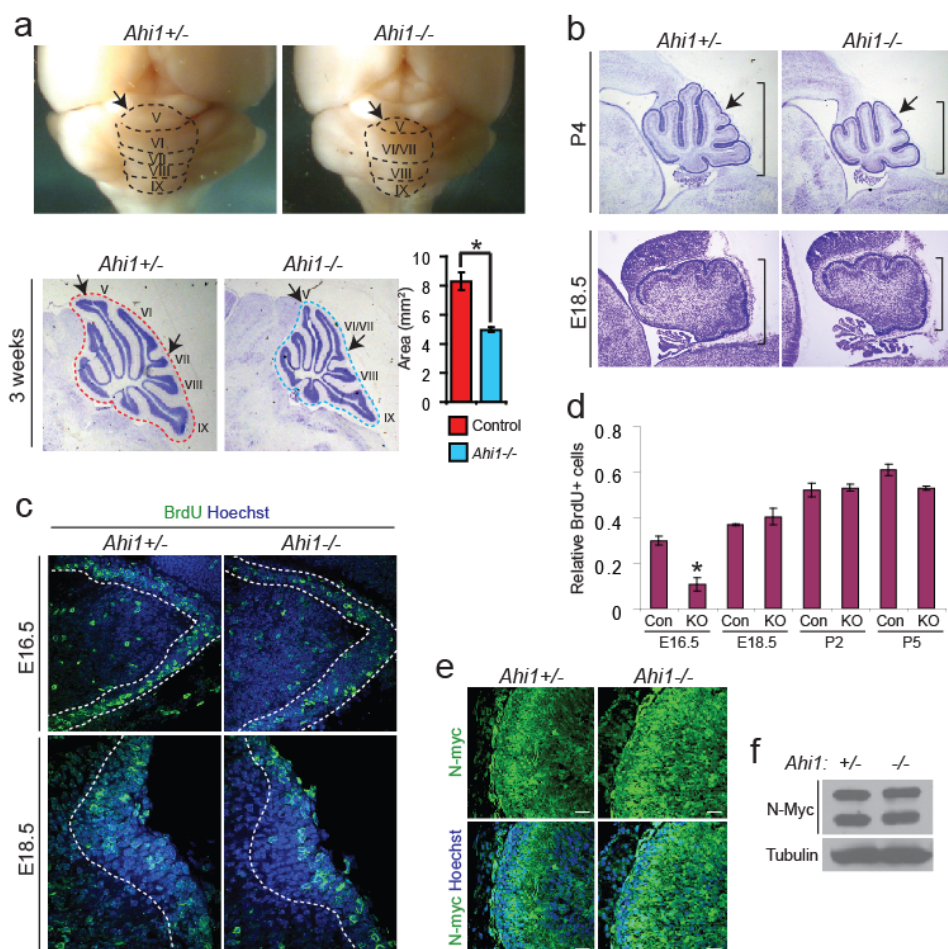 a
Ahi1+/-
Ahi1-/-
V
VI
VII
VIII
IX
V
VI/VII
VIII
IX
3 weeks
Ahi1+/-
Ahi1-/-
V
VI
VII
VIII
IX
V
VI/VII
VIII
IX
*
Area (mm²)
10
8
6
4
2
0
Control
Ahi1-/-
b
Ahi1+/-
Ahi1-/-
P4
E18.5
c
BrdU Hoechst
Ahi1+/-
Ahi1-/-
E16.5
E18.5
d
Relative BrdU+ cells
0.8
0.6
0.4
0.2
0
*
Con KO Con KO Con KO Con KO
E16.5 E18.5 P2 P5
e
Ahi1+/-
Ahi1-/-
N-myc
N-myc Hoechst
f
Ahi1: +/- -/-
N-Myc
Tubulin